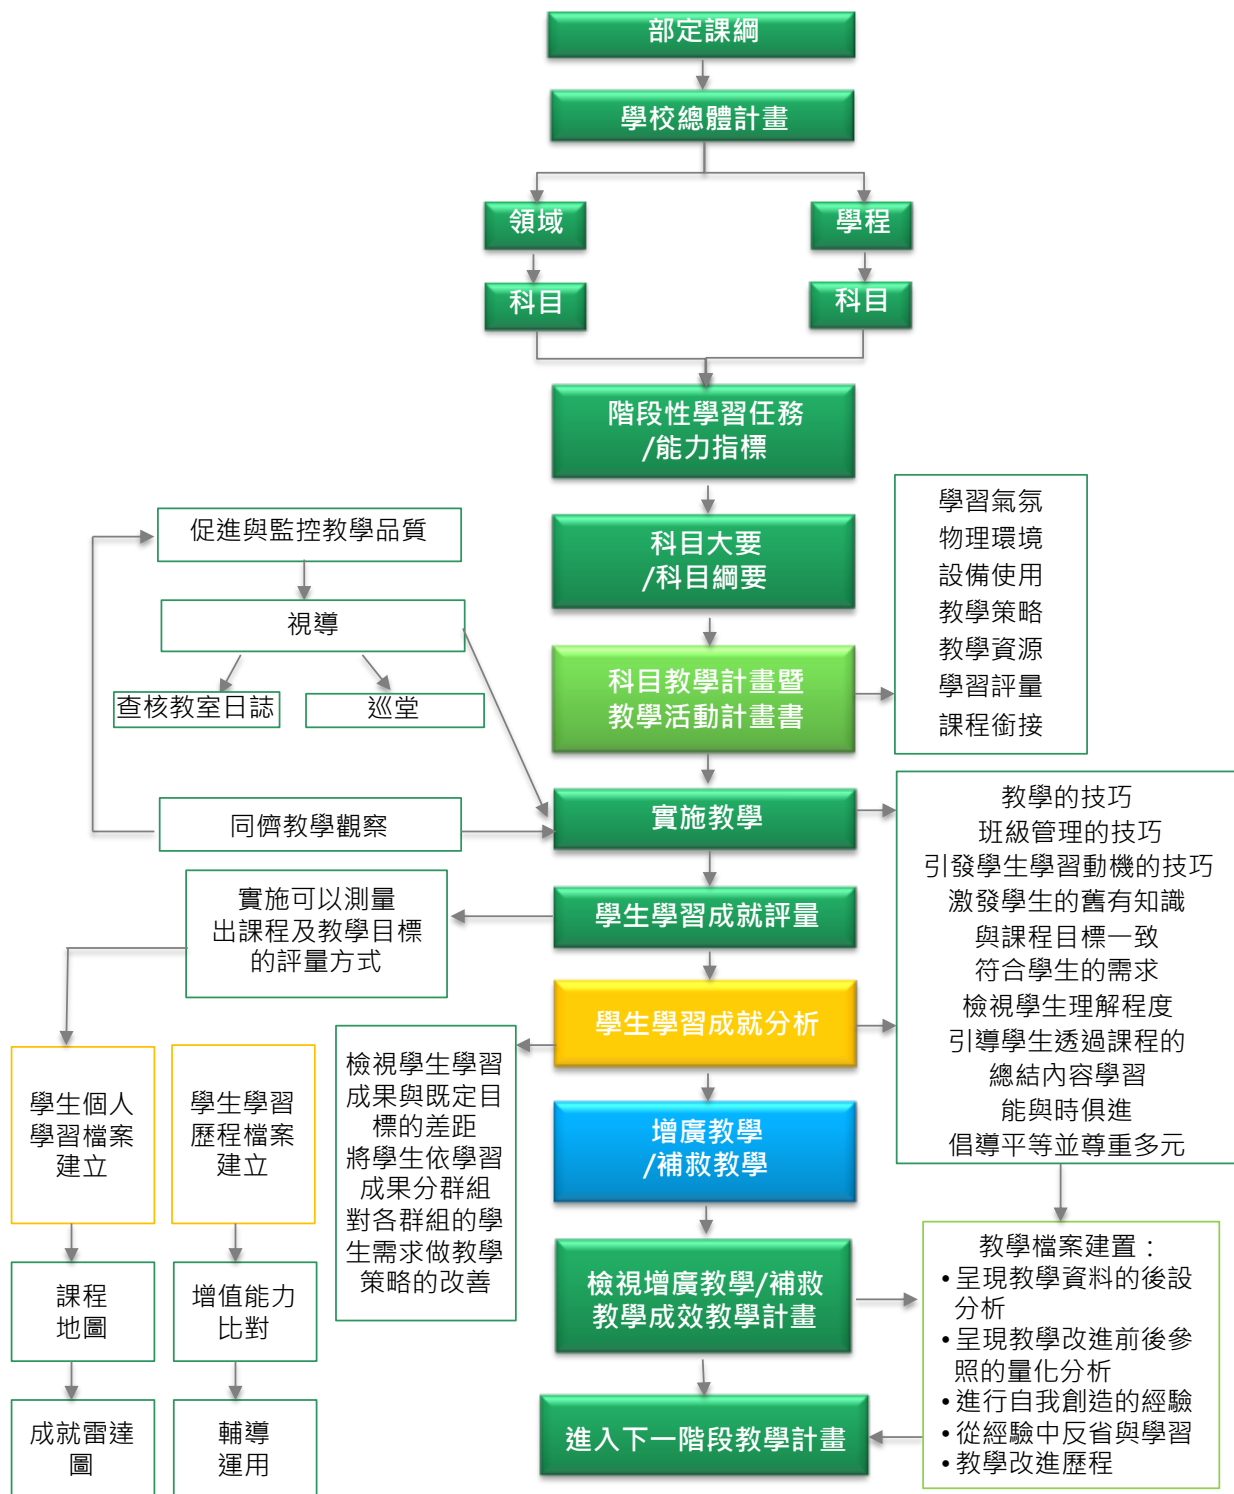 部定課綱
學校總體計畫
領域
學程
科目
科目
階段性學習任務
/能力指標
科目大要
/科目綱要
科目教學計畫暨
教學活動計畫書
實施教學
學生學習成就評量
學生學習成就分析
增廣教學
/補救教學
檢視增廣教學/補救
教學成效教學計畫
進入下一階段教學計畫
促進與監控教學品質
視導
查核教室日誌
巡堂
同儕教學觀察
實施可以測量
出課程及教學目標
的評量方式
學生個人
學習檔案
建立
學生學習
歷程檔案
建立
課程
地圖
增值能力
比對
成就雷達
圖
輔導
運用
檢視學生學習
成果與既定目
標的差距
將學生依學習
成果分群組
對各群組的學
生需求做教學
策略的改善
學習氣氛
物理環境
設備使用
教學策略
教學資源
學習評量
課程銜接
教學的技巧
班級管理的技巧
引發學生學習動機的技巧
激發學生的舊有知識
與課程目標一致
符合學生的需求
檢視學生理解程度
引導學生透過課程的
總結內容學習
能與時俱進
倡導平等並尊重多元
教學檔案建置：
•呈現教學資料的後設
分析
•呈現教學改進前後參
照的量化分析
•進行自我創造的經驗
•從經驗中反省與學習
•教學改進歷程